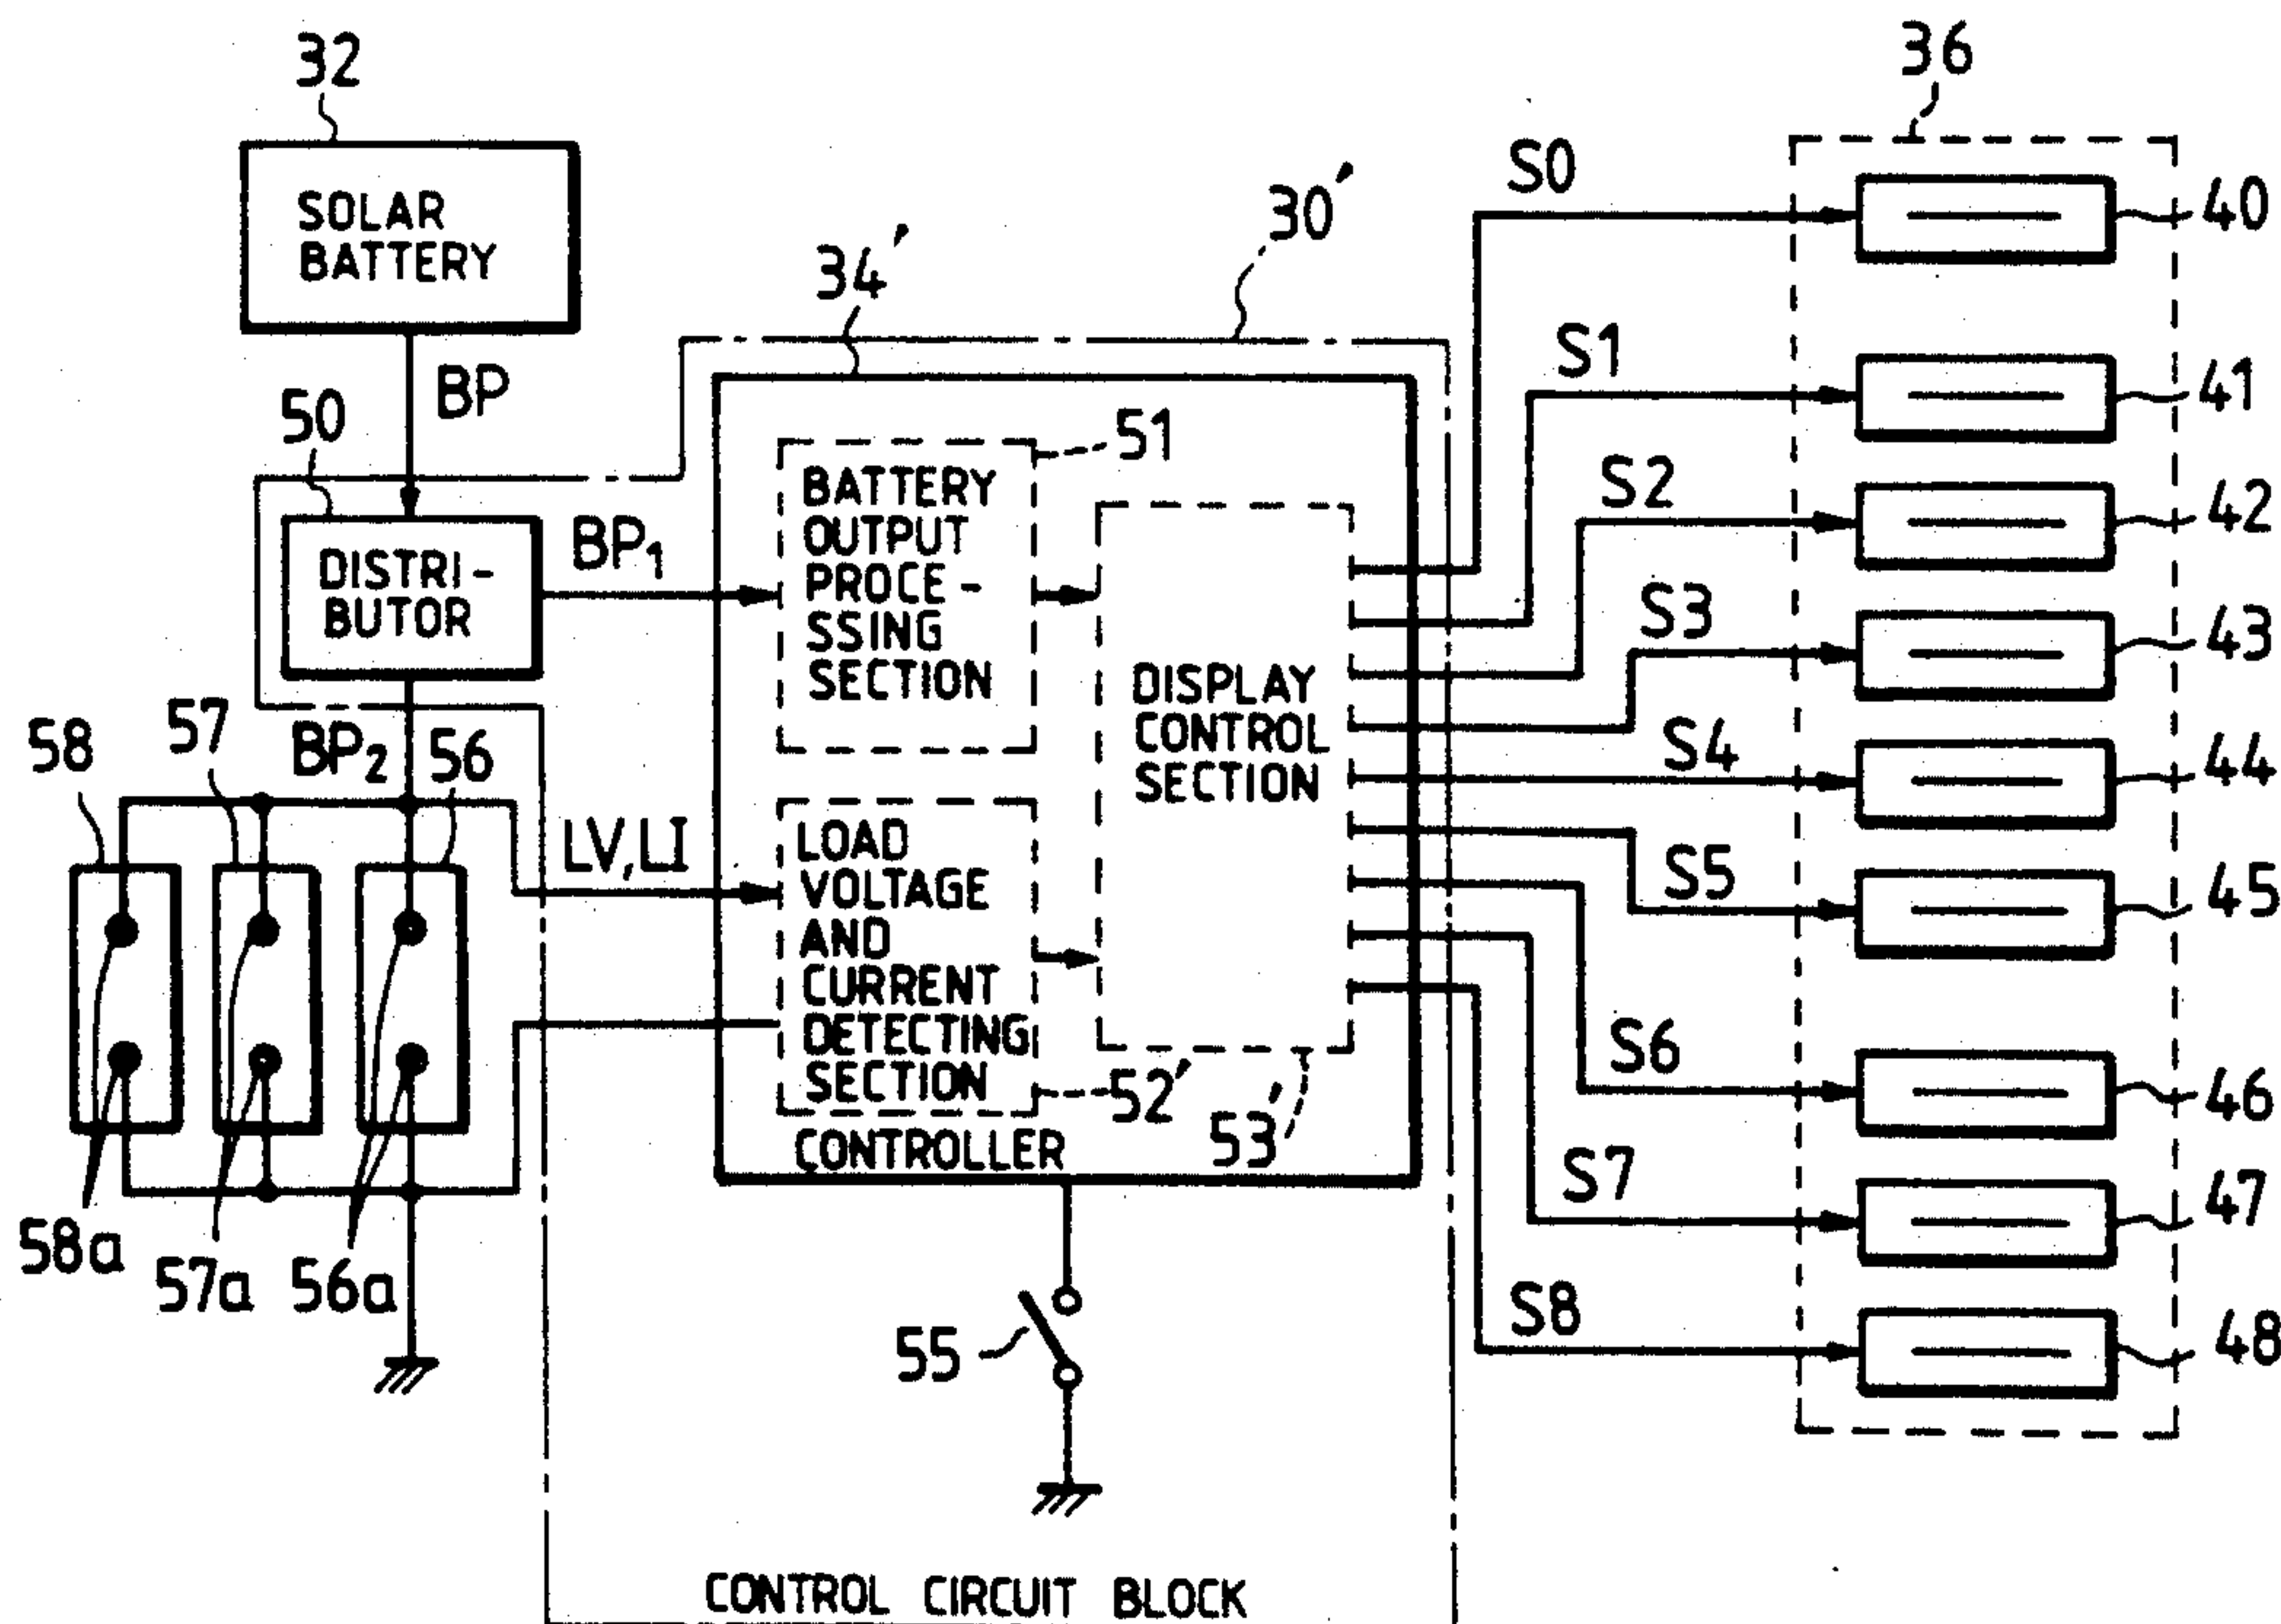 32
36
SOLAR
BATTERY
BP
50
DISTRI-
BUTOR
BP1
BP2
34'
30'
51
BATTERY
OUTPUT
PROCE-
SSING
SECTION
DISPLAY
CONTROL
SECTION
53'
LOAD
VOLTAGE
AND
CURRENT
DETECTING
SECTION
52'
CONTROLLER
LV,LI
58
57
56
58a
57a
56a
55
CONTROL CIRCUIT BLOCK
S0
S1
S2
S3
S4
S5
S6
S7
S8
40
41
42
43
44
45
46
47
48